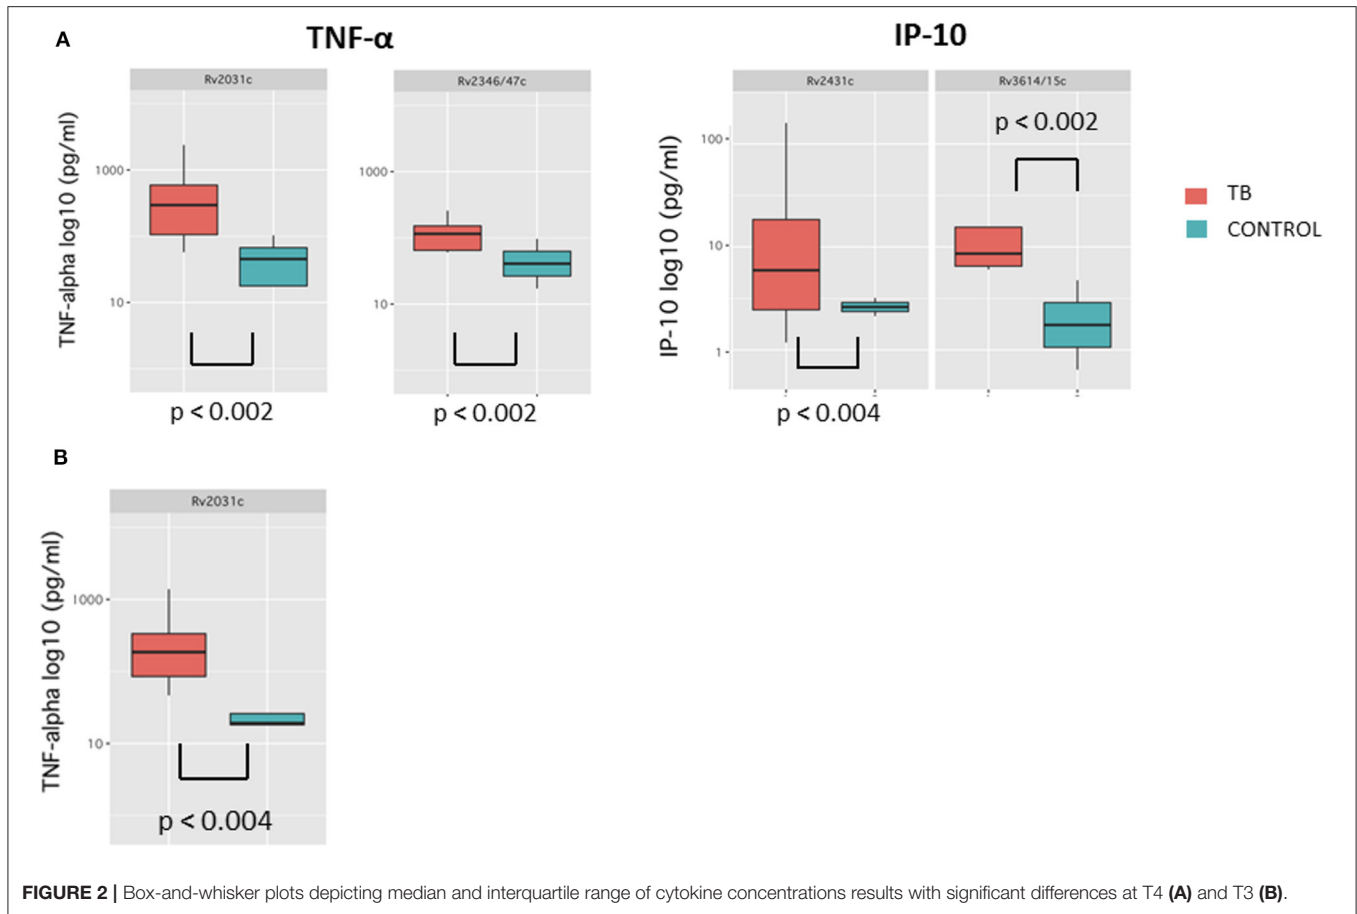 A
TNF-α
IP-10
Rv2031c
Rv2346/47c
Rv2431c
Rv3614/15c
TNF-alpha log10 (pg/ml)
1000
10
1000
10
IP-10 log10 (pg/ml)
100
10
1
p < 0.002
TB
CONTROL
p < 0.002
p < 0.002
p < 0.004
B
Rv2031c
TNF-alpha log10 (pg/ml)
1000
10
p < 0.004
FIGURE 2 | Box-and-whisker plots depicting median and interquartile range of cytokine concentrations results with significant differences at T4 (A) and T3 (B).